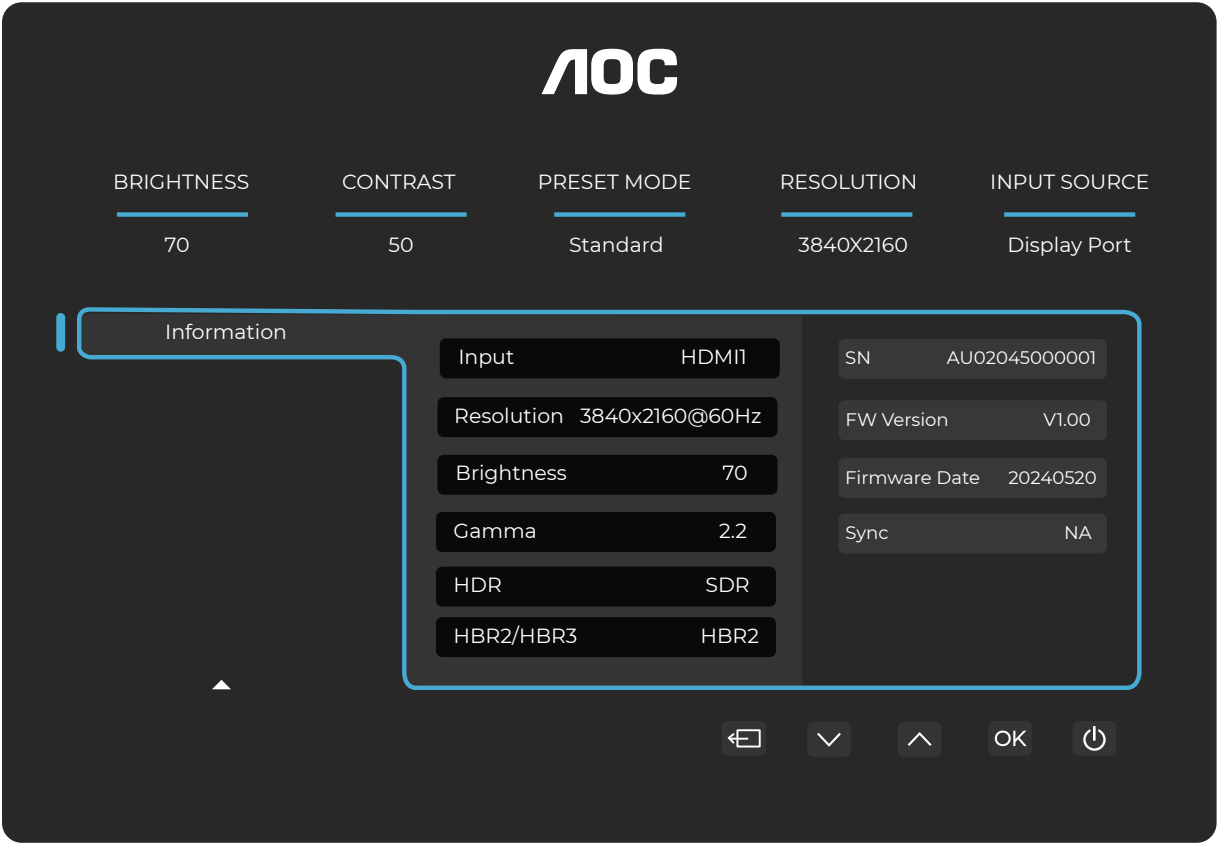 AOC
BRIGHTNESS CONTRAST PRESET MODE RESOLUTION INPUT SOURCE
70 50 Standard 3840X2160 Display Port
Information
Input HDMI1
SN AU02045000001
Resolution 3840x2160@60Hz
FW Version V1.00
Brightness 70
Firmware Date 20240520
Gamma 2.2
Sync NA
HDR SDR
HBR2/HBR3 HBR2
OK